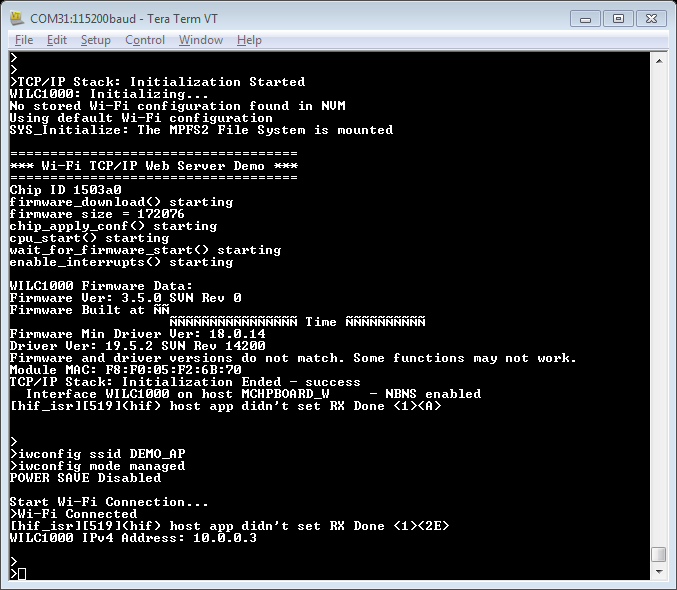 COM31:115200baud - Tera Term VT
File Edit Setup Control Window Help
>
>
>TCP/IP Stack: Initialization Started
WILC1000: Initializing...
No stored Wi-Fi configuration found in NVM
Using default Wi-Fi configuration
SYS_Initialize: The MPFS2 File System is mounted
====================================
*** Wi-Fi TCP/IP Web Server Demo ***
====================================
Chip ID 1503a0
firmware_download() starting
firmware size = 172076
chip_apply_conf() starting
cpu_start() starting
wait_for_firmware_start() starting
enable_interrupts() starting
WILC1000 Firmware Data:
Firmware Ver: 3.5.0 SVN Rev 0
Firmware Built at ÑÑ
ÑÑÑÑÑÑÑÑÑÑÑÑÑÑÑÑ Time ÑÑÑÑÑÑÑÑÑÑ
Firmware Min Driver Ver: 18.0.14
Driver Ver: 19.5.2 SVN Rev 14200
Firmware and driver versions do not match. Some functions may not work.
Module MAC: F8:F0:05:F2:6B:70
TCP/IP Stack: Initialization Ended - success
Interface WILC1000 on host MCHPBOARD_W - NBNS enabled
[hif_isr][519](hif) host app didn't set RX Done <1><A>
>
>iwconfig ssid DEMO_AP
>iwconfig mode managed
POWER SAVE Disabled
Start Wi-Fi Connection...
>Wi-Fi Connected
[hif_isr][519](hif) host app didn't set RX Done <1><2E>
WILC1000 IPv4 Address: 10.0.0.3
>
>